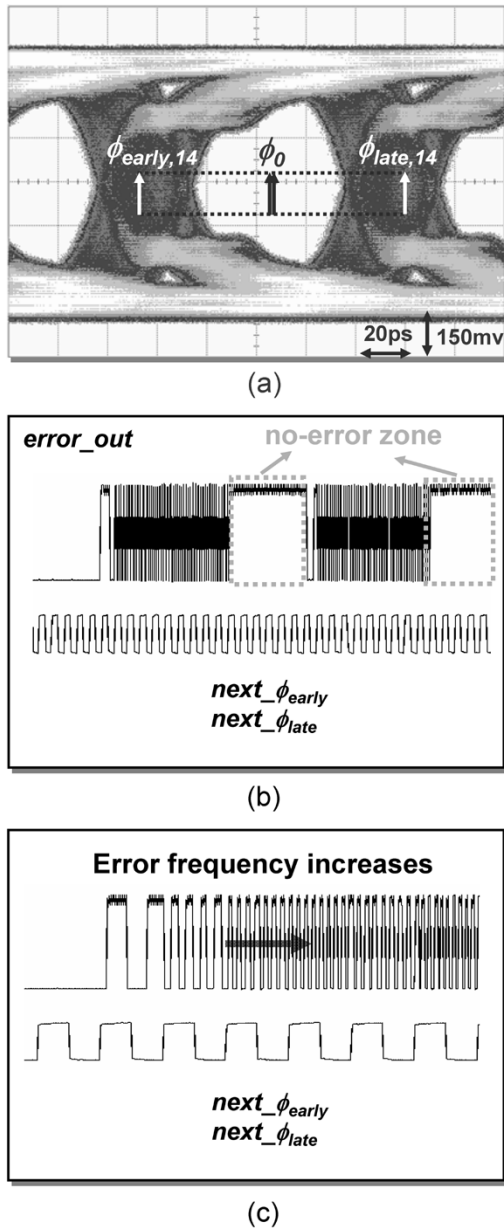 ϕearly,14 ϕ0 ϕlate,14
20ps 150mv
(a)
error_out no-error zone
next_ϕearly
next_ϕlate
(b)
Error frequency increases
next_ϕearly
next_ϕlate
(c)